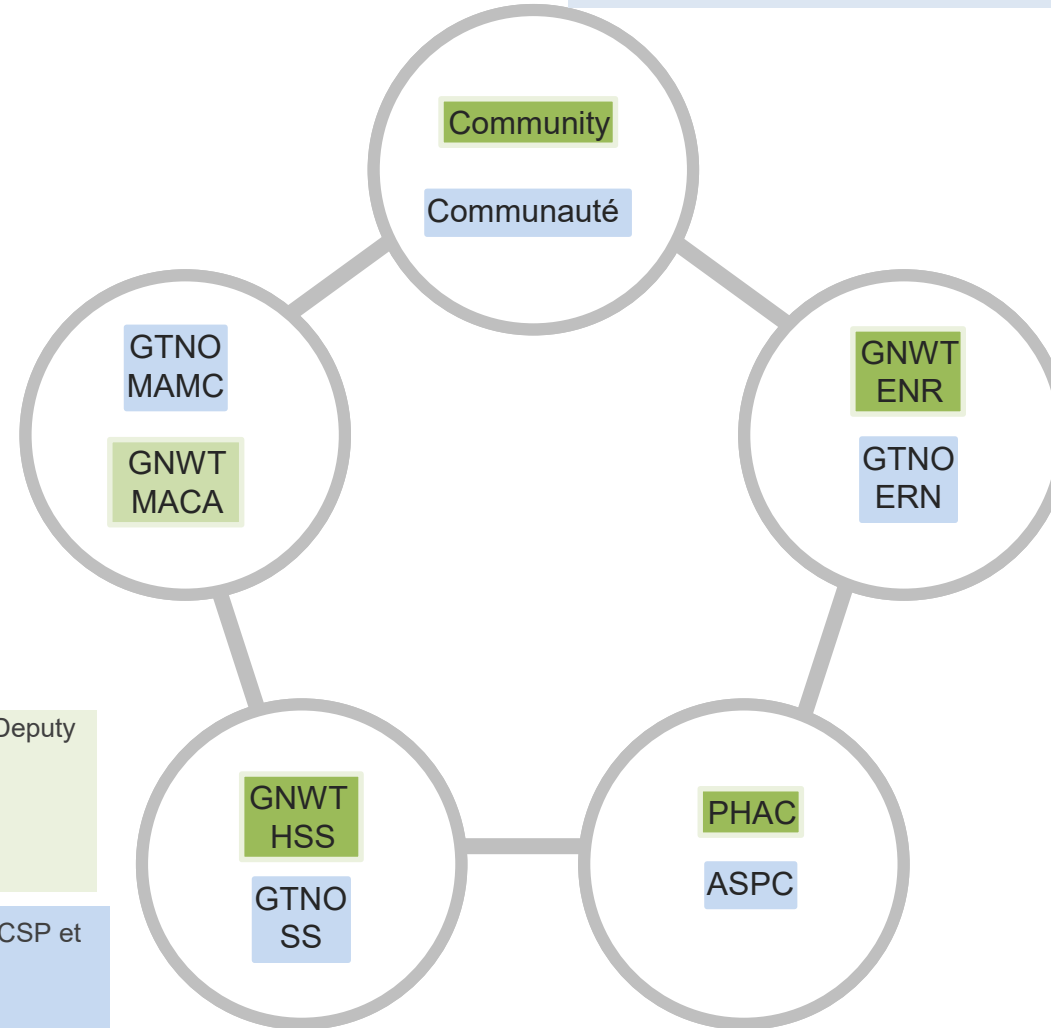 Community
Communauté
GTNO
MAMC
GNWT
MACA
GNWT
ENR
GTNO
ERN
Deputy
CSP et
GNWT
HSS
GTNO
SS
PHAC
ASPC